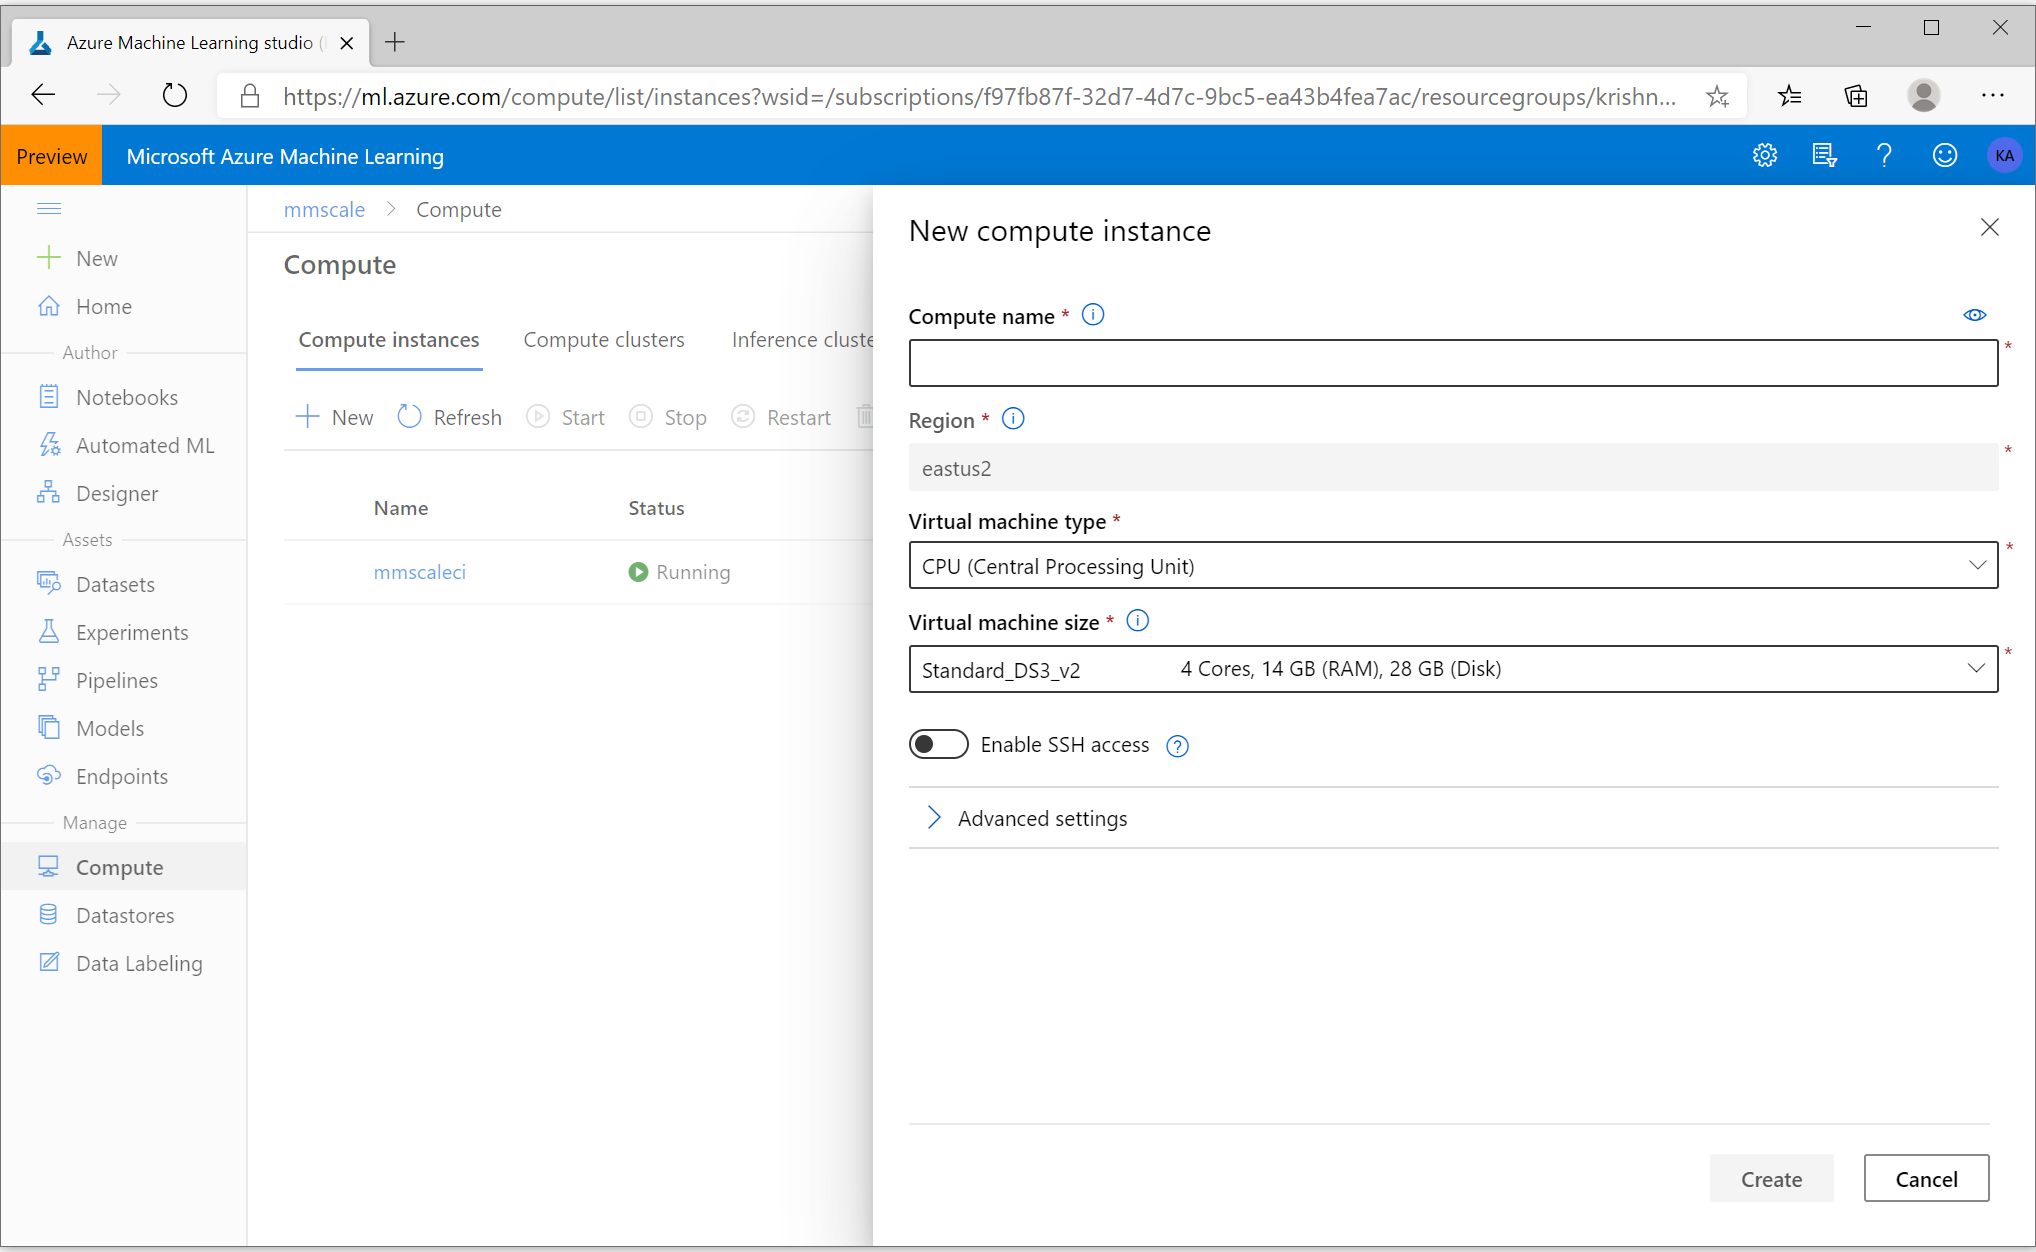 Azure Machine Learning studio (
https://ml.azure.com/compute/list/instances?wsid=/subscriptions/f97fb87f-32d7-4d7c-9bc5-ea43b4fea7ac/resourcegroups/krishn...
Preview
Microsoft Azure Machine Learning
KA
New
Home
Author
Notebooks
Automated ML
Designer
Assets
Datasets
Experiments
Pipelines
Models
Endpoints
Manage
Compute
Datastores
Data Labeling
mmscale > Compute
Compute
Compute instances Compute clusters Inference cluste
New Refresh Start Stop Restart
Name Status
mmscaleci Running
New compute instance
Compute name *
*
Region *
eastus2 *
Virtual machine type *
CPU (Central Processing Unit) *
Virtual machine size *
Standard_DS3_v2 4 Cores, 14 GB (RAM), 28 GB (Disk) *
Enable SSH access
Advanced settings
Create Cancel